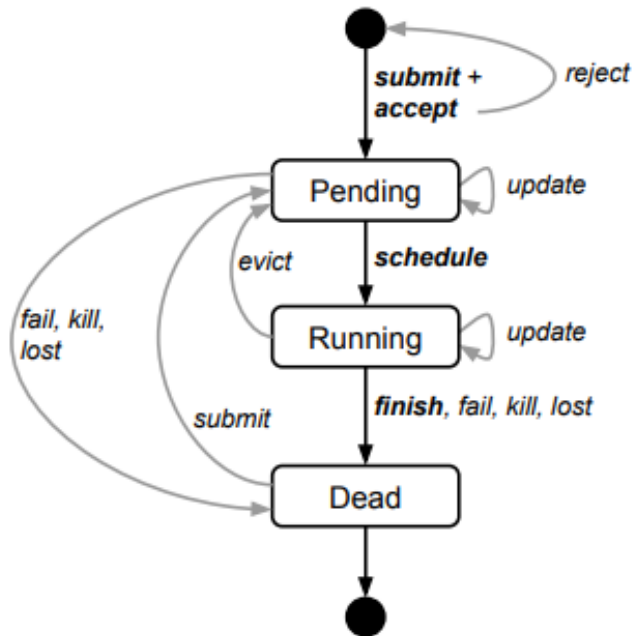 submit +
accept
reject
Pending
update
schedule
evict
fail, kill,
lost
Running
update
submit
finish, fail, kill, lost
Dead